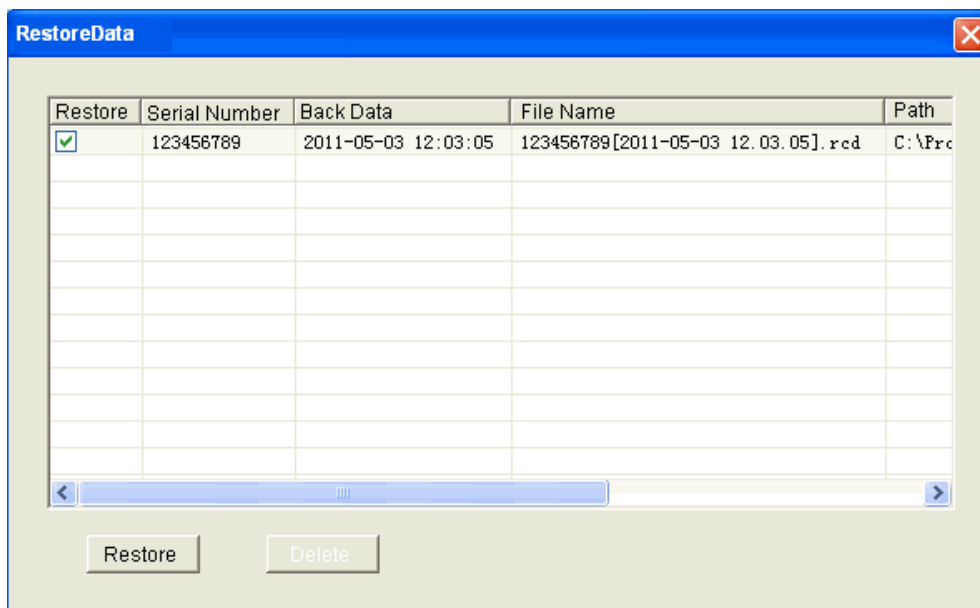 RestoreData
Restore Serial Number Back Data File Name Path
123456789 2011-05-03 12:03:05 123456789[2011-05-03 12.03.05].rcd C:\Pro
Restore Delete